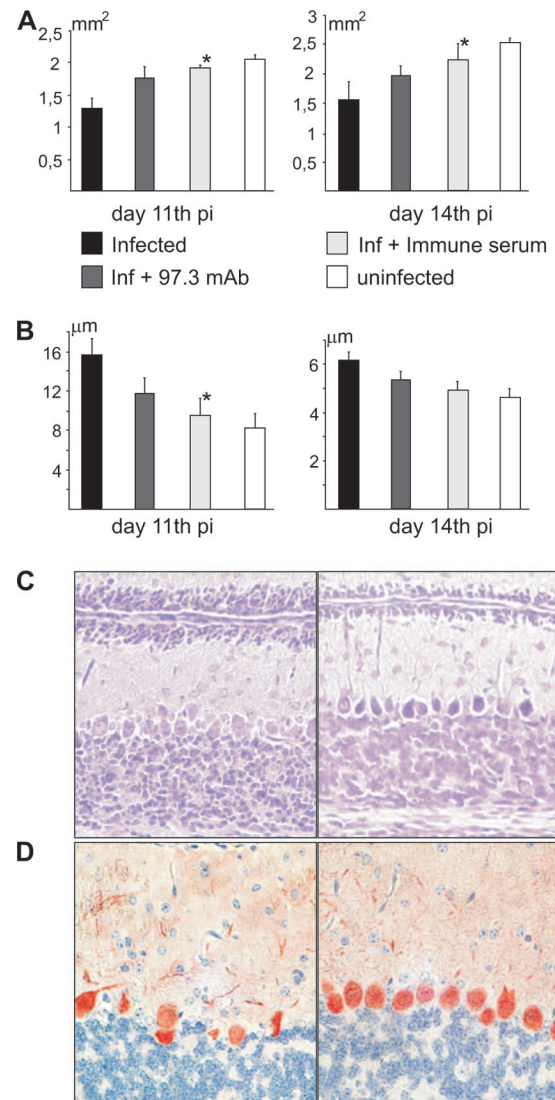 A
mm²
2,5
2
1,5
1
0,5
*
day 11th pi
mm²
3
2,5
2
1,5
1
0,5
*
day 14th pi
Infected
Inf + Immune serum
Inf + 97.3 mAb
uninfected
B
µm
16
12
8
4
*
day 11th pi
µm
6
4
2
day 14th pi
C
D